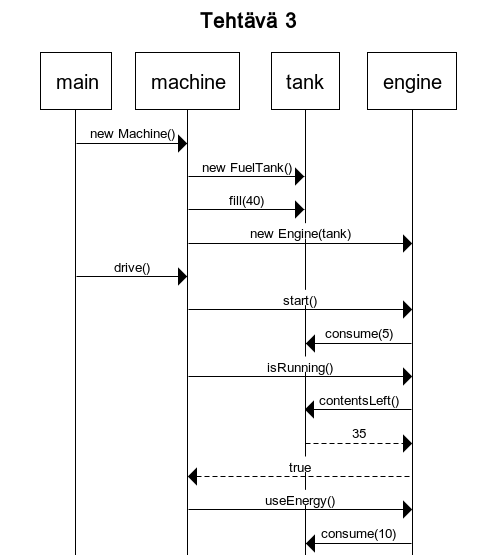 Tehtävä 3
main machine tank engine
new Machine()
new FuelTank()
fill(40)
new Engine(tank)
drive()
start()
consume(5)
isRunning()
contentsLeft()
35
true
useEnergy()
consume(10)